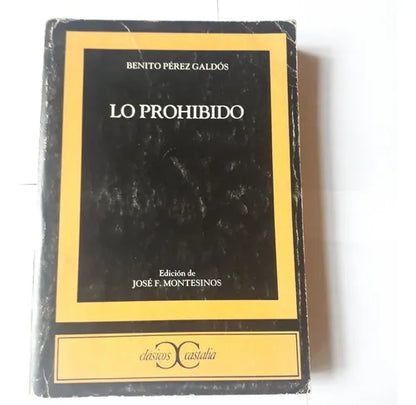 BENITO PÉREZ GALDÓS
LO PROHIBIDO
Edición de
JOSÉ F. MONTESINOS
clásicos castalia